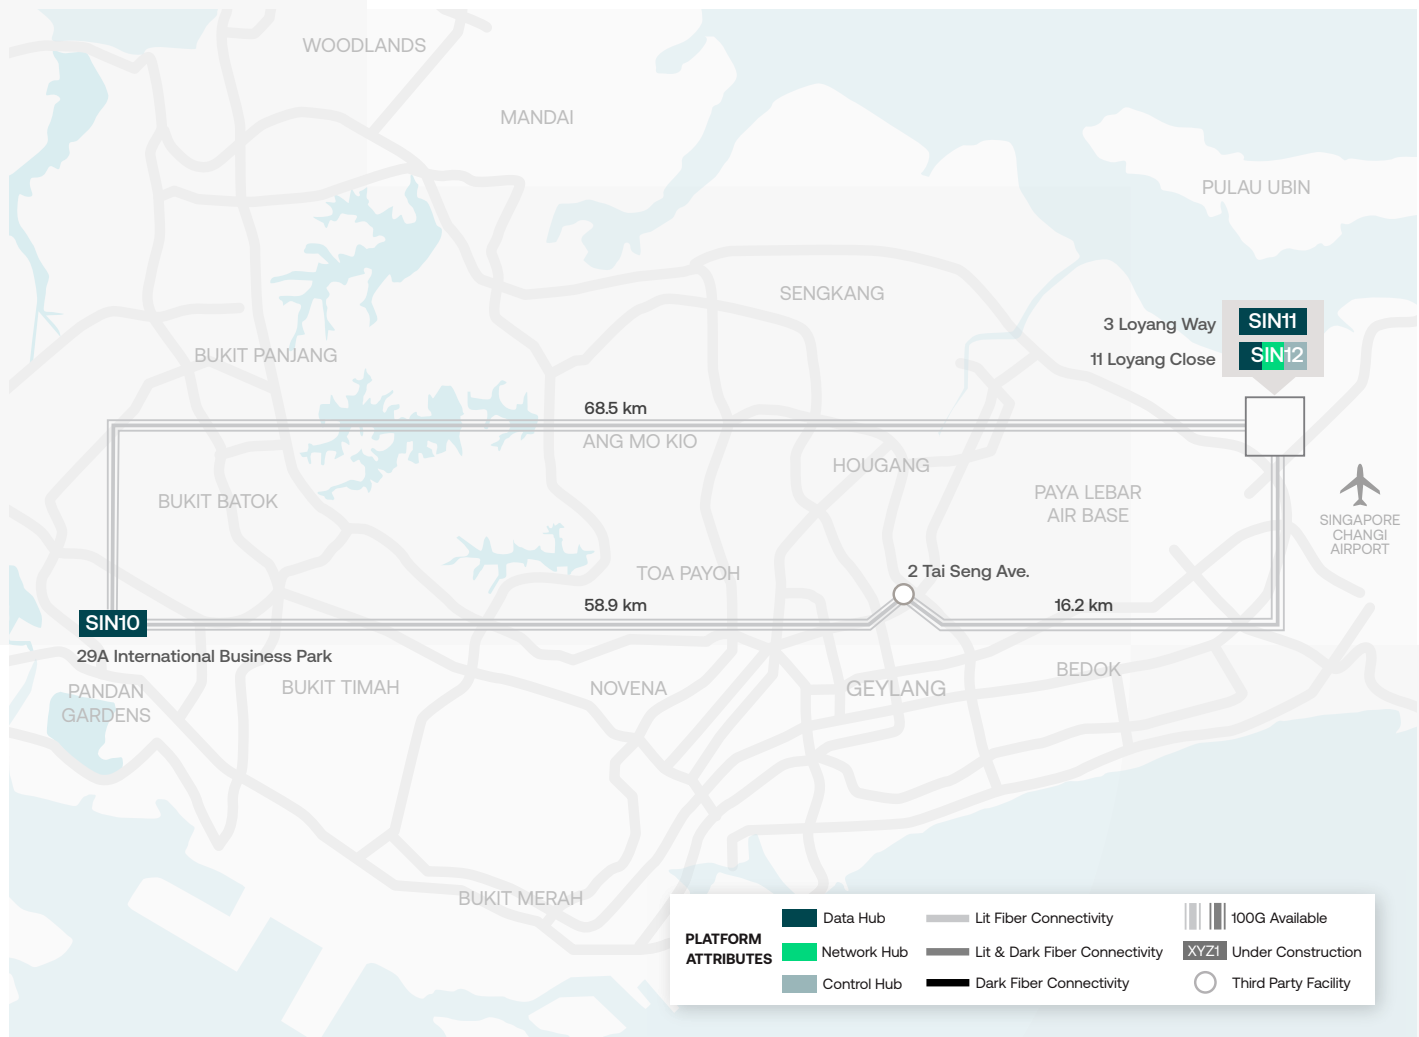 WOODLANDS
MANDAI
PULAU UBIN
SENGKANG
3 Loyang Way
SIN11
11 Loyang Close
SIN12
BUKIT PANJANG
68.5 km
ANG MO KIO
HOUGANG
BUKIT BATOK
PAYA LEBAR
AIR BASE
SINGAPORE
CHANGI
AIRPORT
TOA PAYOH
2 Tai Seng Ave.
58.9 km
16.2 km
SIN10
29A International Business Park
PANDAN
GARDENS
BUKIT TIMAH
NOVENA
GEYLANG
BEDOK
BUKIT MERAH
PLATFORM
ATTRIBUTES
Data Hub
Network Hub
Control Hub
Lit Fiber Connectivity
Lit & Dark Fiber Connectivity
Dark Fiber Connectivity
100G Available
XYZ1 Under Construction
Third Party Facility